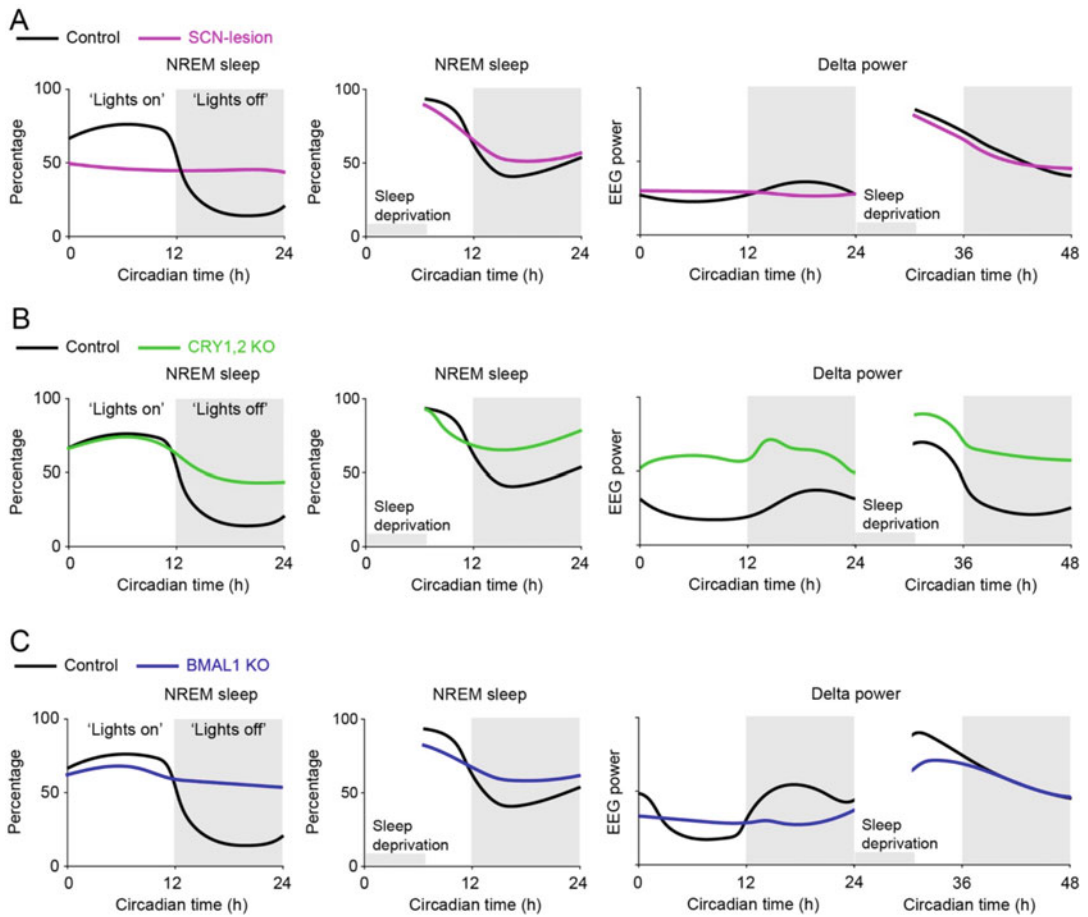 A
Control SCN-lesion
NREM sleep NREM sleep Delta power
100 100
'Lights on' 'Lights off'
Percentage Percentage EEG power
50 50
Sleep deprivation
Sleep deprivation
0 0
0 12 24 0 12 24 0 12 24 36 48
Circadian time (h) Circadian time (h) Circadian time (h)
B
Control CRY1,2 KO
NREM sleep NREM sleep Delta power
100 100
'Lights on' 'Lights off'
Percentage Percentage EEG power
50 50
Sleep deprivation
Sleep deprivation
0 0
0 12 24 0 12 24 0 12 24 36 48
Circadian time (h) Circadian time (h) Circadian time (h)
C
Control BMAL1 KO
NREM sleep NREM sleep Delta power
100 100
'Lights on' 'Lights off'
Percentage Percentage EEG power
50 50
Sleep deprivation
Sleep deprivation
0 0
0 12 24 0 12 24 0 12 24 36 48
Circadian time (h) Circadian time (h) Circadian time (h)